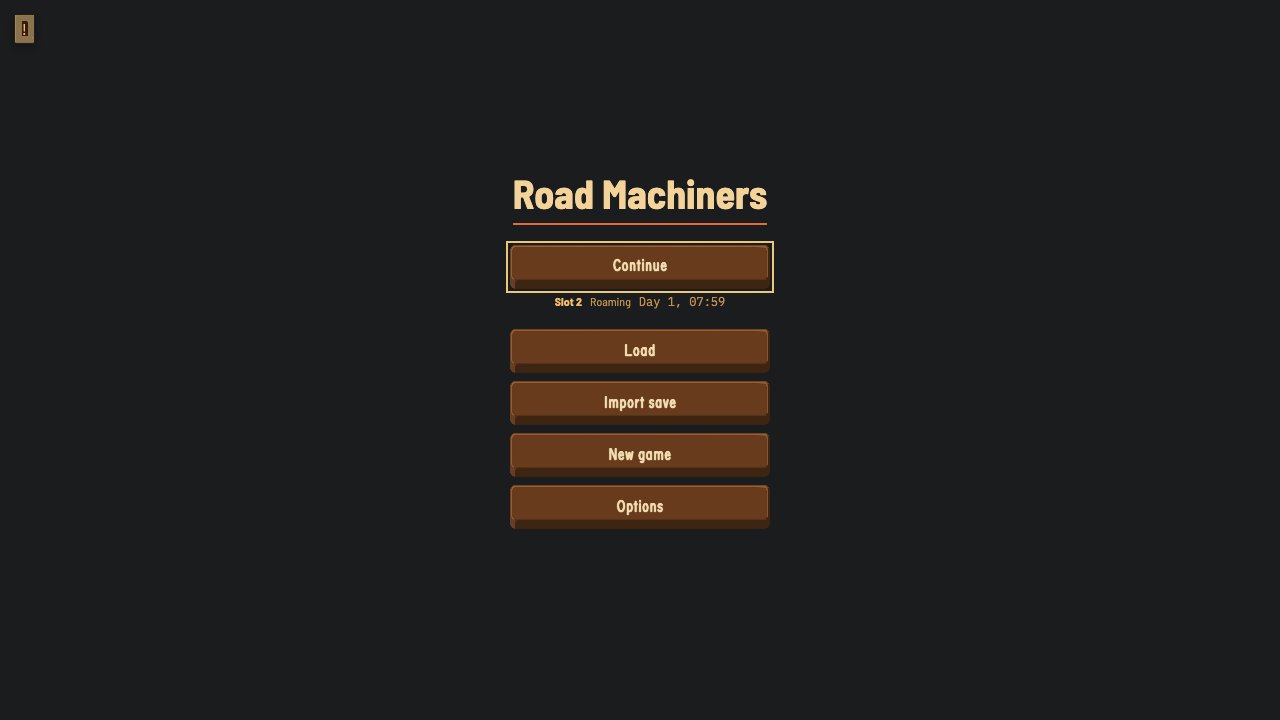 !
Road Machiners
Continue
Slot 2 Roaming Day 1, 07:59
Load
Import save
New game
Options